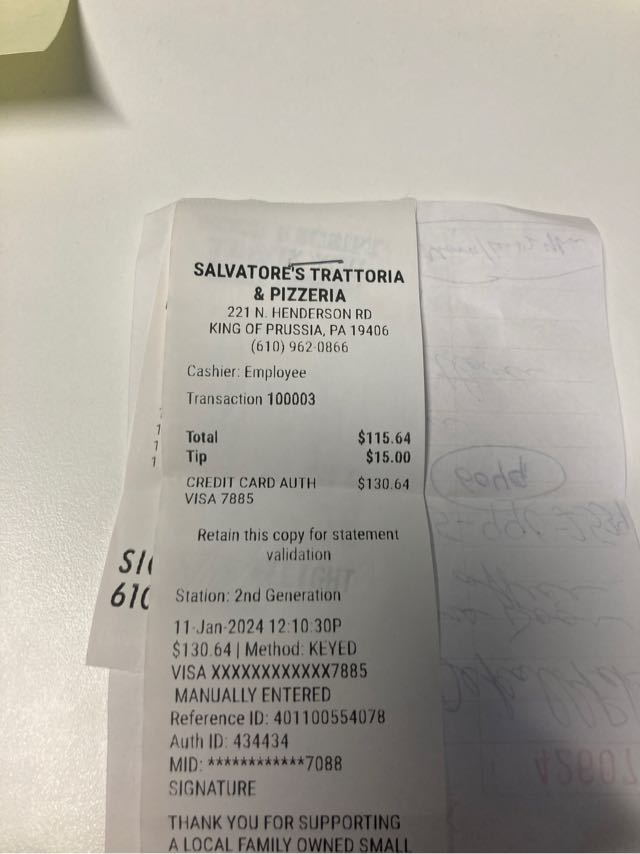 SALVATORE'S TRATTORIA
& PIZZERIA
221 N. HENDERSON RD
KING OF PRUSSIA, PA 19406
(610) 962-0866
Cashier: Employee
Transaction 100003
Total $115.64
Tip $15.00
CREDIT CARD AUTH $130.64
VISA 7885
Retain this copy for statement
validation
Station: 2nd Generation
11-Jan-2024 12:10:30P
$130.64 | Method: KEYED
VISA XXXXXXXXXXXX7885
MANUALLY ENTERED
Reference ID: 401100554078
Auth ID: 434434
MID: ************7088
SIGNATURE
THANK YOU FOR SUPPORTING
A LOCAL FAMILY OWNED SMALL
610